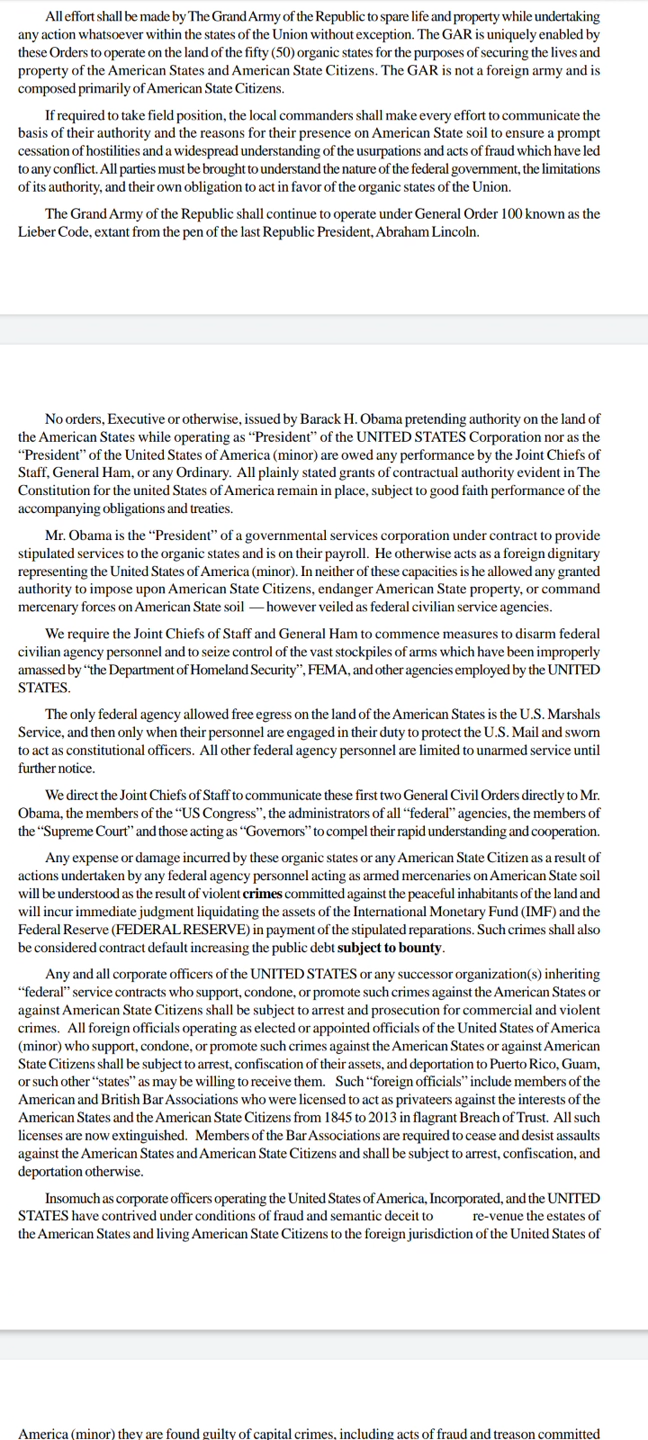 All effort shall be made by The Grand Army of the Republic to spare life and property while undertaking
any action whatsoever within the states of the Union without exception. The GAR is uniquely enabled by
these Orders to operate on the land of the fifty (50) organic states for the purposes of securing the lives and
property of the American States and American State Citizens. The GAR is not a foreign army and is
composed primarily of American State Citizens.
If required to take field position, the local commanders shall make every effort to communicate the
basis of their authority and the reasons for their presence on American State soil to ensure a prompt
cessation of hostilities and a widespread understanding of the usurpations and acts of fraud which have led
to any conflict. All parties must be brought to understand the nature of the federal government, the limitations
of its authority, and their own obligation to act in favor of the organic states of the Union.
The Grand Army of the Republic shall continue to operate under General Order 100 known as the
Lieber Code, extant from the pen of the last Republic President, Abraham Lincoln.
No orders, Executive or otherwise, issued by Barack H. Obama pretending authority on the land of
the American States while operating as “President” of the UNITED STATES Corporation nor as the
“President” of the United States of America (minor) are owed any performance by the Joint Chiefs of
Staff, General Ham, or any Ordinary. All plainly stated grants of contractual authority evident in The
Constitution for the united States of America remain in place, subject to good faith performance of the
accompanying obligations and treaties.
Mr. Obama is the “President” of a governmental services corporation under contract to provide
stipulated services to the organic states and is on their payroll. He otherwise acts as a foreign dignitary
representing the United States of America (minor). In neither of these capacities is he allowed any granted
authority to impose upon American State Citizens, endanger American State property, or command
mercenary forces on American State soil — however veiled as federal civilian service agencies.
We require the Joint Chiefs of Staff and General Ham to commence measures to disarm federal
civilian agency personnel and to seize control of the vast stockpiles of arms which have been improperly
amassed by “the Department of Homeland Security”, FEMA, and other agencies employed by the UNITED
STATES.
The only federal agency allowed free egress on the land of the American States is the U.S. Marshals
Service, and then only when their personnel are engaged in their duty to protect the U.S. Mail and sworn
to act as constitutional officers. All other federal agency personnel are limited to unarmed service until
further notice.
We direct the Joint Chiefs of Staff to communicate these first two General Civil Orders directly to Mr.
Obama, the members of the “US Congress”, the administrators of all “federal” agencies, the members of
the “Supreme Court” and those acting as “Governors” to compel their rapid understanding and cooperation.
Any expense or damage incurred by these organic states or any American State Citizen as a result of
actions undertaken by any federal agency personnel acting as armed mercenaries on American State soil
will be understood as the result of violent crimes committed against the peaceful inhabitants of the land and
will incur immediate judgment liquidating the assets of the International Monetary Fund (IMF) and the
Federal Reserve (FEDERAL RESERVE) in payment of the stipulated reparations. Such crimes shall also
be considered contract default increasing the public debt subject to bounty.
Any and all corporate officers of the UNITED STATES or any successor organization(s) inheriting
“federal” service contracts who support, condone, or promote such crimes against the American States or
against American State Citizens shall be subject to arrest and prosecution for commercial and violent
crimes. All foreign officials operating as elected or appointed officials of the United States of America
(minor) who support, condone, or promote such crimes against the American States or against American
State Citizens shall be subject to arrest, confiscation of their assets, and deportation to Puerto Rico, Guam,
or such other “states” as may be willing to receive them. Such “foreign officials” include members of the
American and British Bar Associations who were licensed to act as privateers against the interests of the
American States and the American State Citizens from 1845 to 2013 in flagrant Breach of Trust. All such
licenses are now extinguished. Members of the Bar Associations are required to cease and desist assaults
against the American States and American State Citizens and shall be subject to arrest, confiscation, and
deportation otherwise.
Insomuch as corporate officers operating the United States of America, Incorporated, and the UNITED
STATES have contrived under conditions of fraud and semantic deceit to re-venue the estates of
the American States and living American State Citizens to the foreign jurisdiction of the United States of
America (minor) they are found guilty of capital crimes, including acts of fraud and treason committed